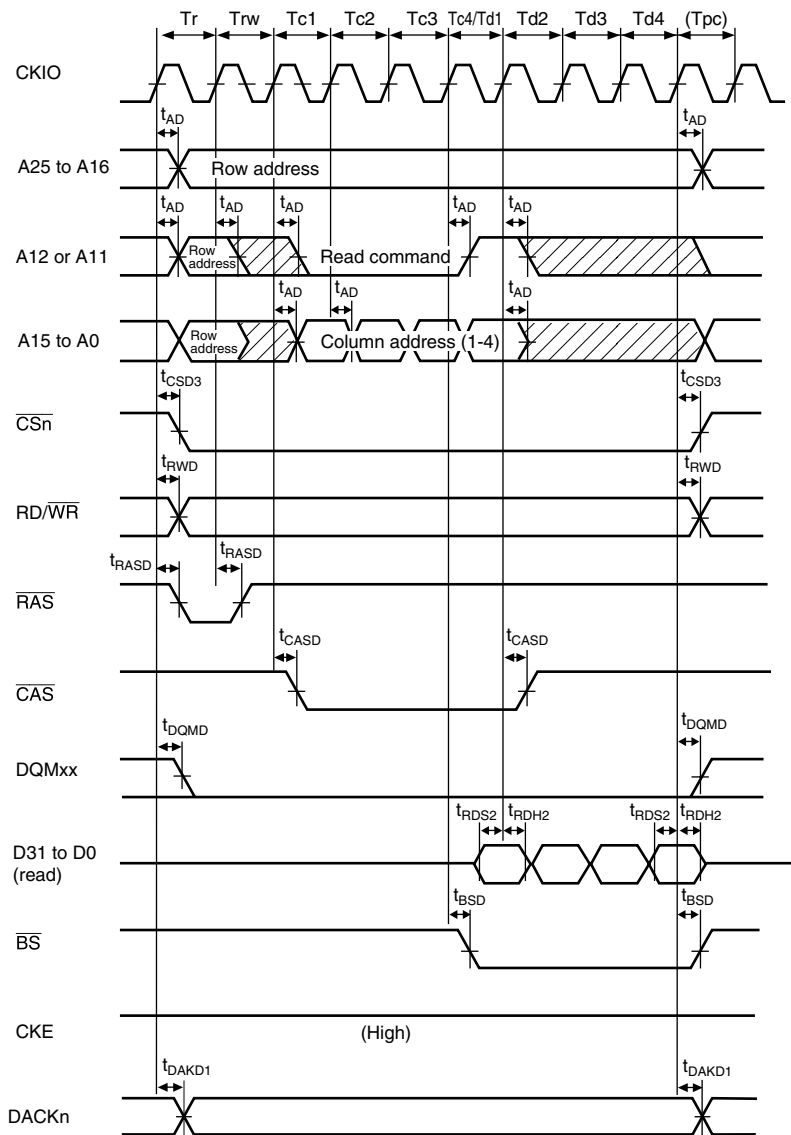 Tr Trw Tc1 Tc2 Tc3 Tc4/Td1 Td2 Td3 Td4 (Tpc)
CKIO
tAD tAD
A25 to A16 Row address
tAD tAD tAD tAD tAD
A12 or A11 Row address Read command
tAD tAD tAD
A15 to A0 Row address Column address (1-4)
tCSD3 tCSD3
CSn
tRWD tRWD
RD/WR
tRASD tRASD
RAS
tCASD tCASD
CAS
tDQMD tDQMD
DQMxx
tRDS2 tRDH2 tRDS2 tRDH2
D31 to D0
(read)
tBSD tBSD
BS
CKE (High)
tDAKD1 tDAKD1
DACKn